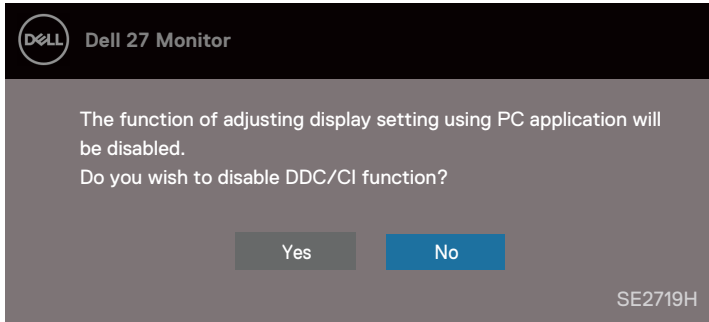 DELL
Dell 27 Monitor
The function of adjusting display setting using PC application will
be disabled.
Do you wish to disable DDC/CI function?
Yes
No
SE2719H